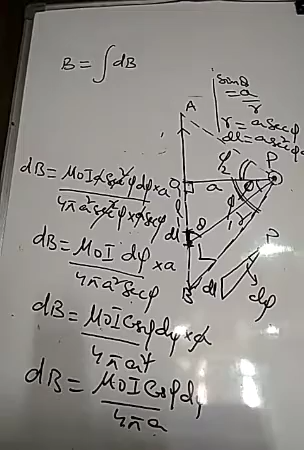 B = ∫ dB
sinθ
= a/r
r = a secφ
dl = a sec²φ
A
φ₂
P
O
a
l
dl
θ
r
B
dl
P
dφ
dB = μ₀I a sec²φ dφ × a / 4π a² sec²φ × a secφ
dB = μ₀I dφ × a / 4π a² secφ
dB = μ₀I Cosφ dφ × a / 4π a²
dB = μ₀I Cosφ dφ / 4π a